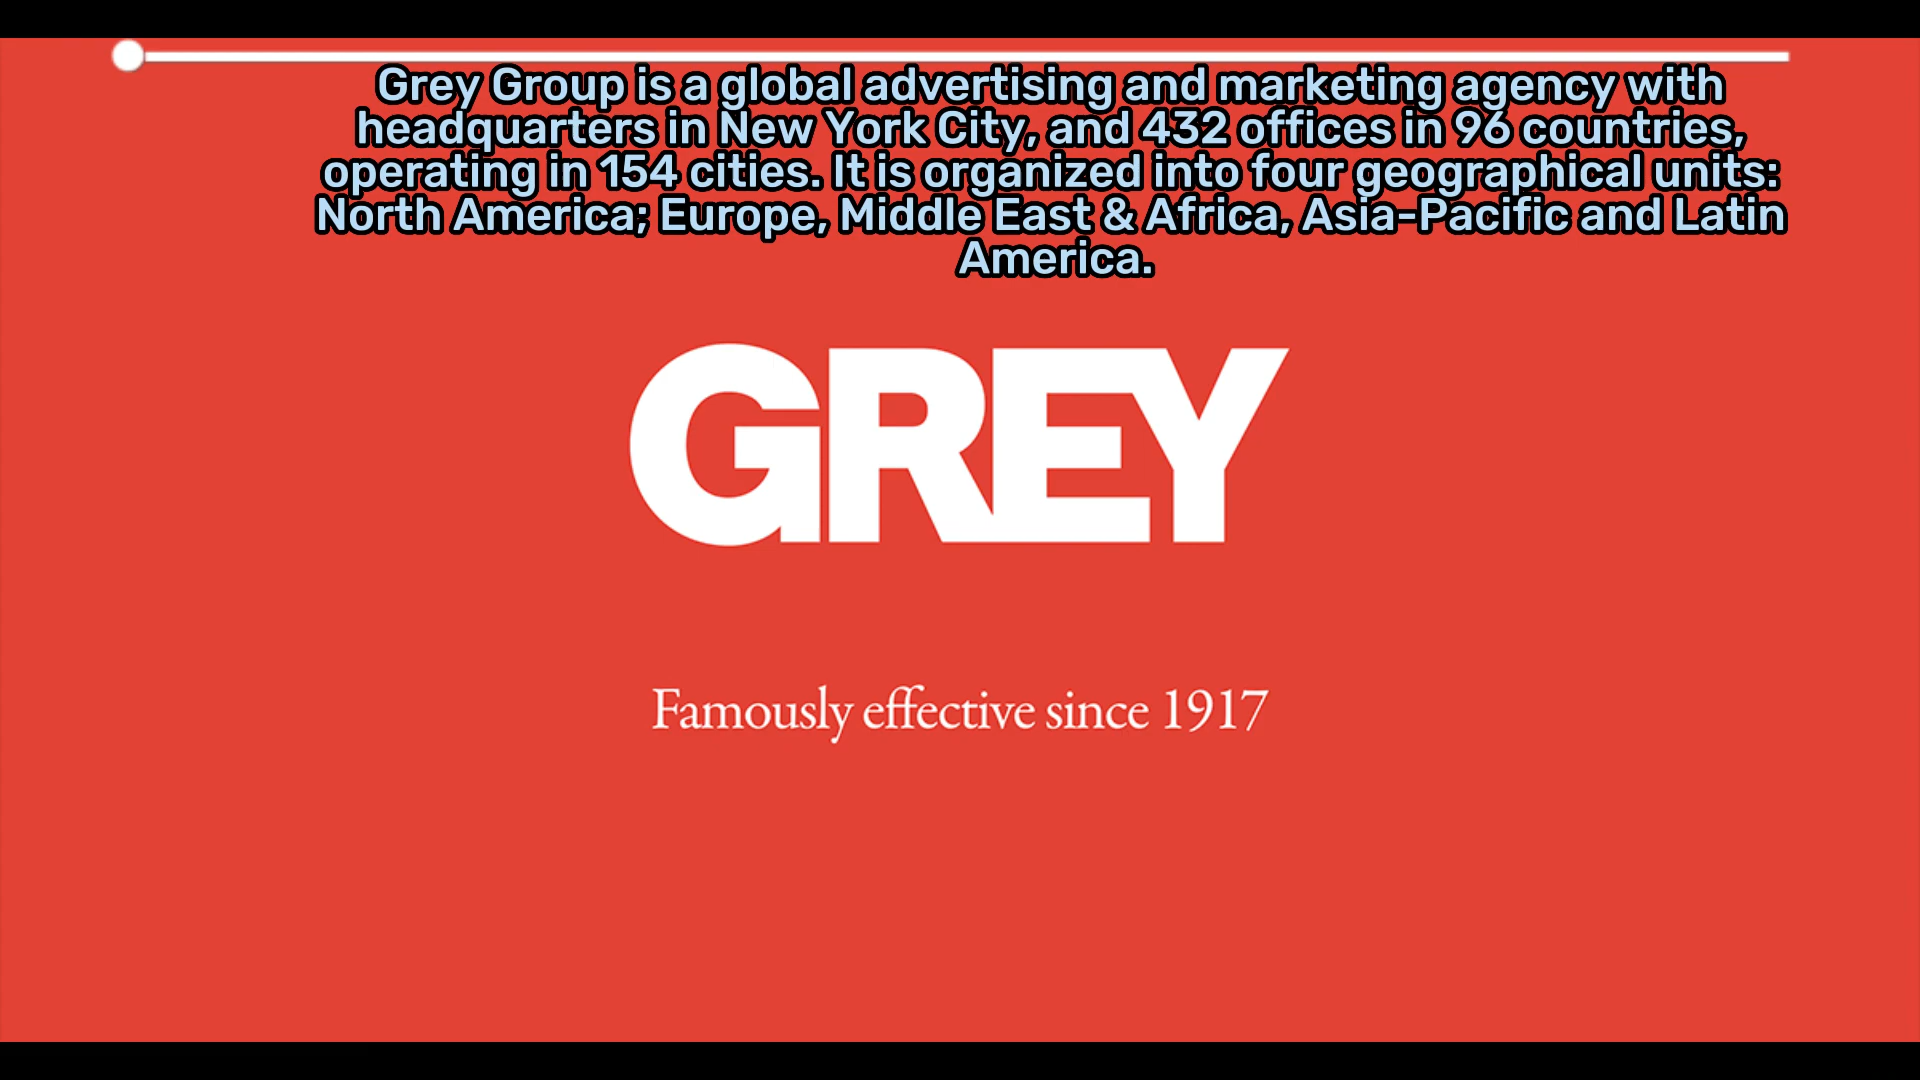 Grey Group is a global advertising and marketing agency with
headquarters in New York City, and 432 offices in 96 countries,
operating in 154 cities. It is organized into four geographical units:
North America; Europe, Middle East & Africa, Asia-Pacific and Latin
America.
GREY
Famously effective since 1917